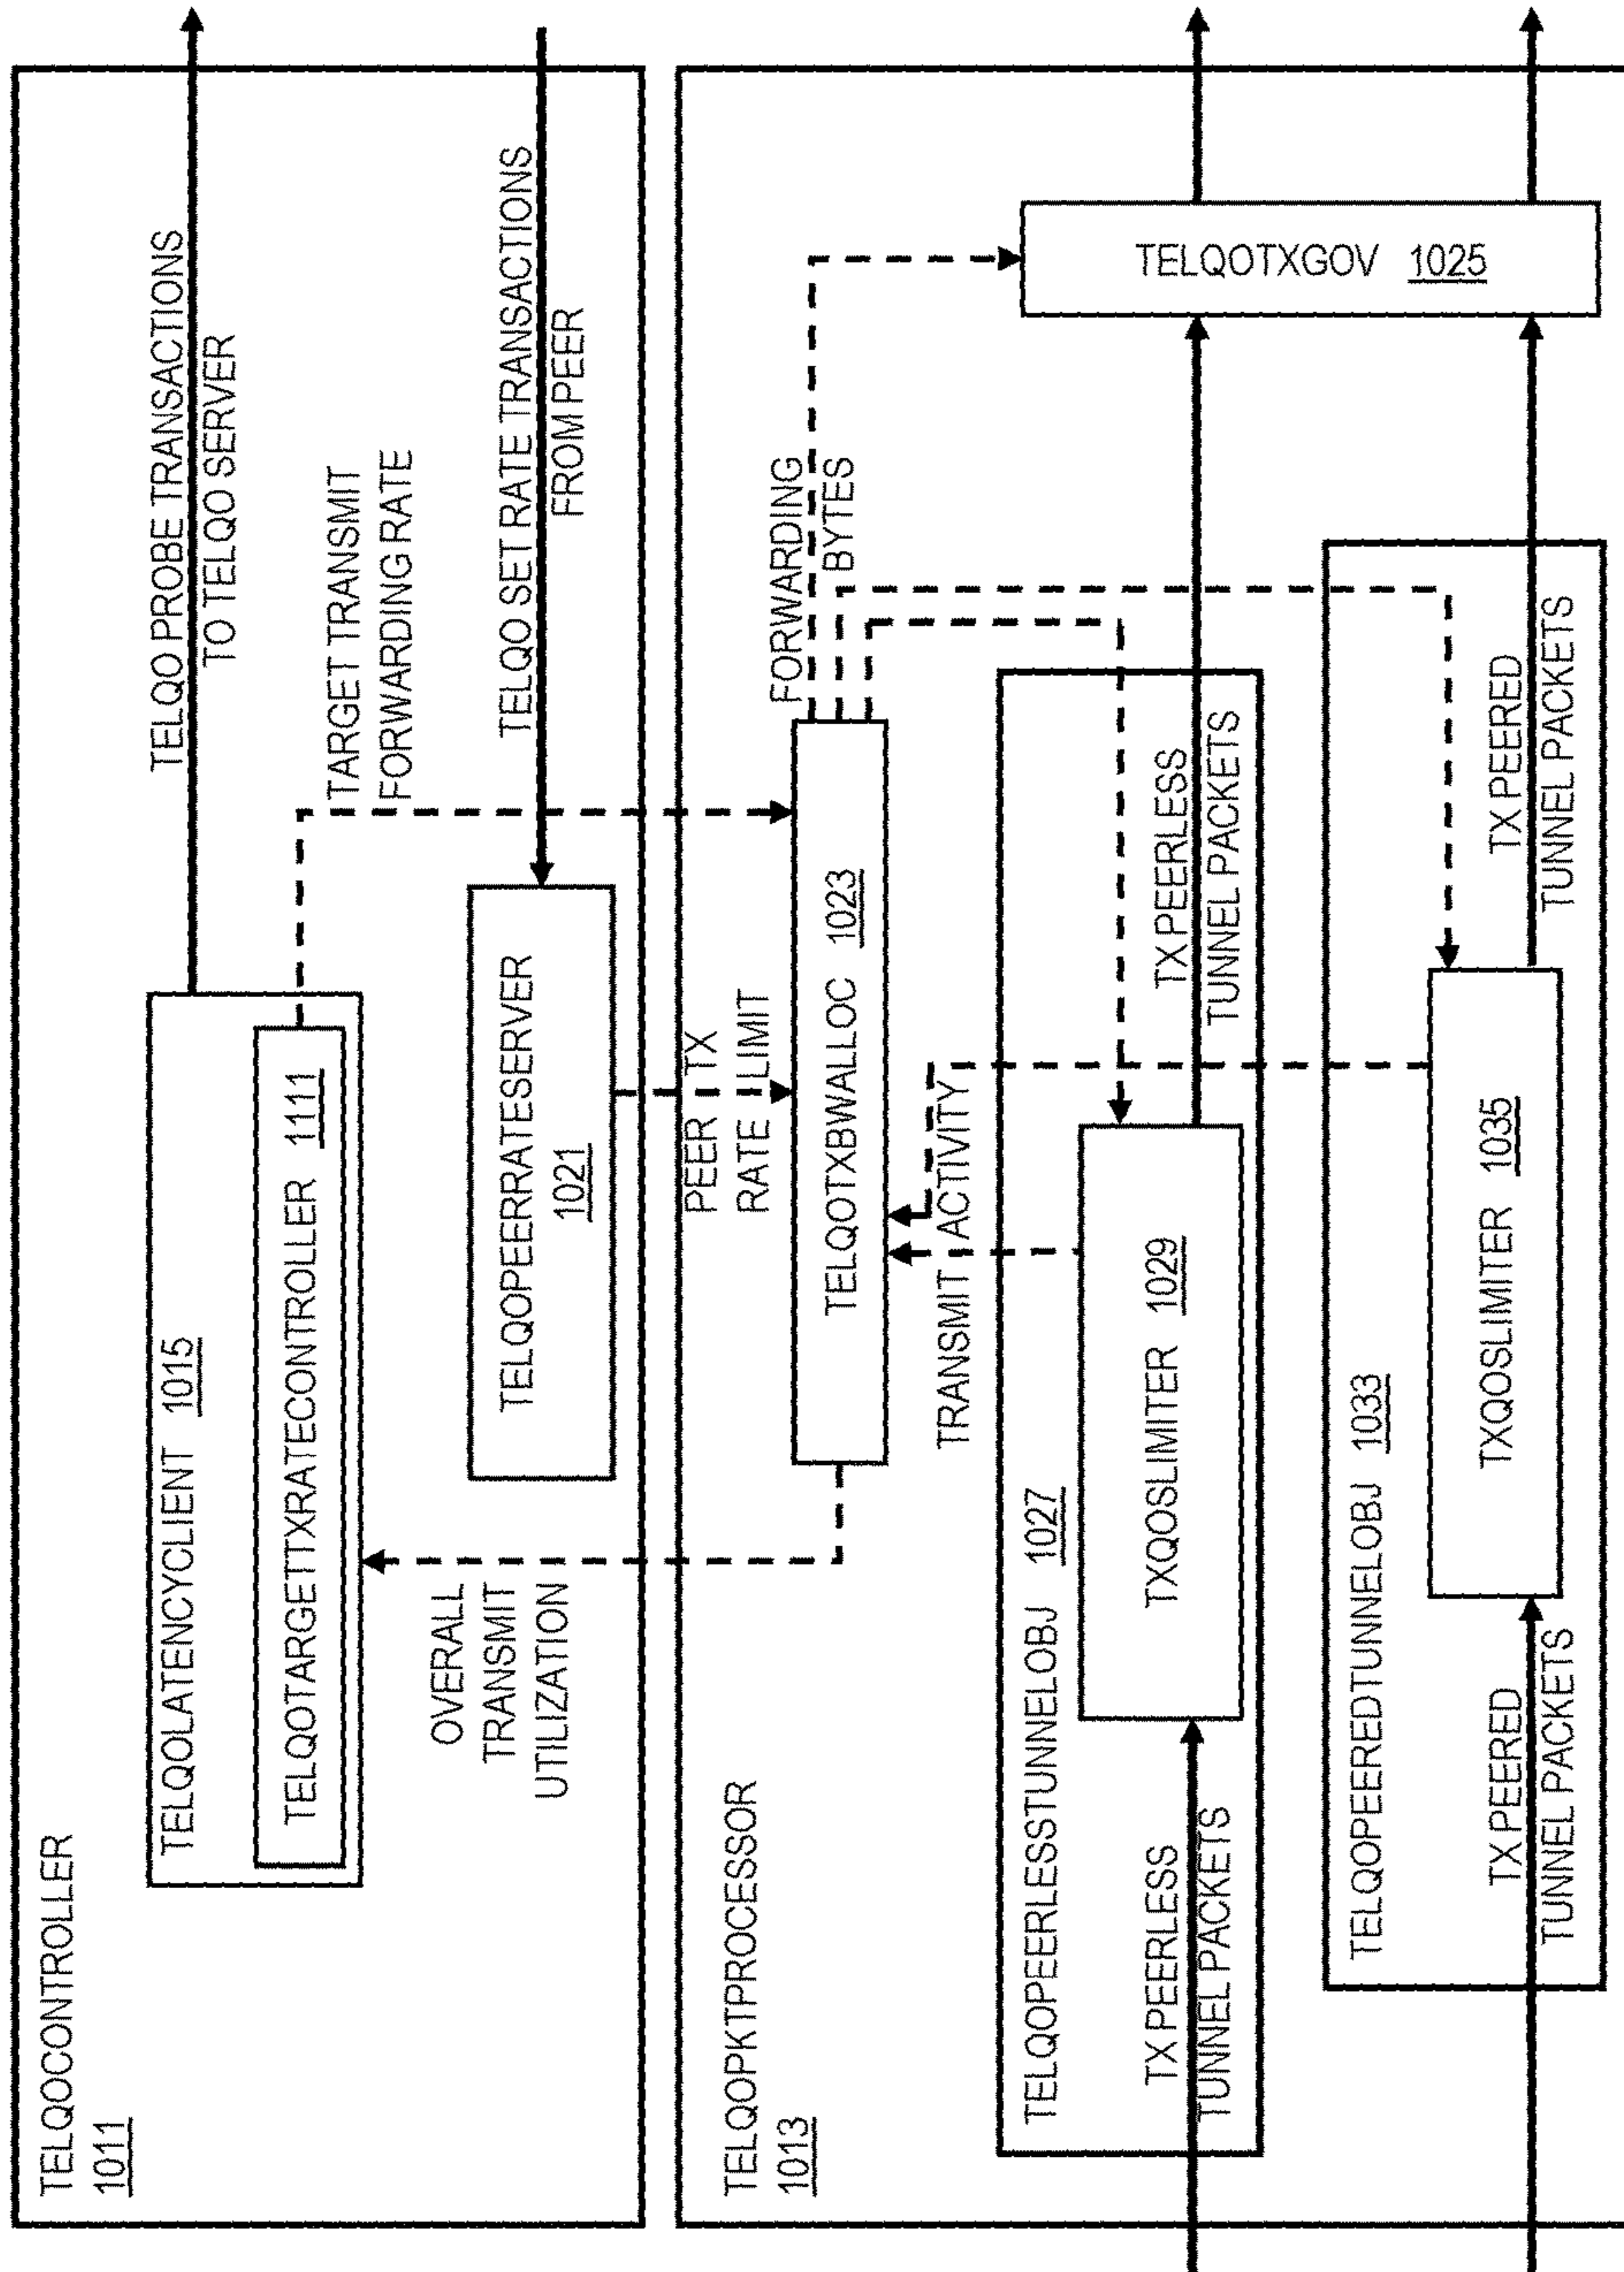 TELQOCONTROLLER
1011
TELQOLATENCYCLIENT 1015
TELQOTARGETTXRATECONTROLLER 1111
TELQO PROBE TRANSACTIONS
TO TELQO SERVER
TARGET TRANSMIT
FORWARDING RATE
OVERALL
TRANSMIT
UTILIZATION
TELQOPEERRATESERVER
1021
TELQO SET RATE TRANSACTIONS
FROM PEER
TELQOPKTPROCESSOR
1013
PEER TX
RATE LIMIT
TELQOTXBWALLOC 1023
FORWARDING
BYTES
TRANSMIT ACTIVITY
TELQOPEERLESSTUNNELOBJ 1027
TX PEERLESS
TUNNEL PACKETS
TXQOSLIMITER 1029
TX PEERLESS
TUNNEL PACKETS
TELQOTXGOV 1025
TELQOPEEREDTUNNELOBJ 1033
TX PEERED
TUNNEL PACKETS
TXQOSLIMITER 1035
TX PEERED
TUNNEL PACKETS